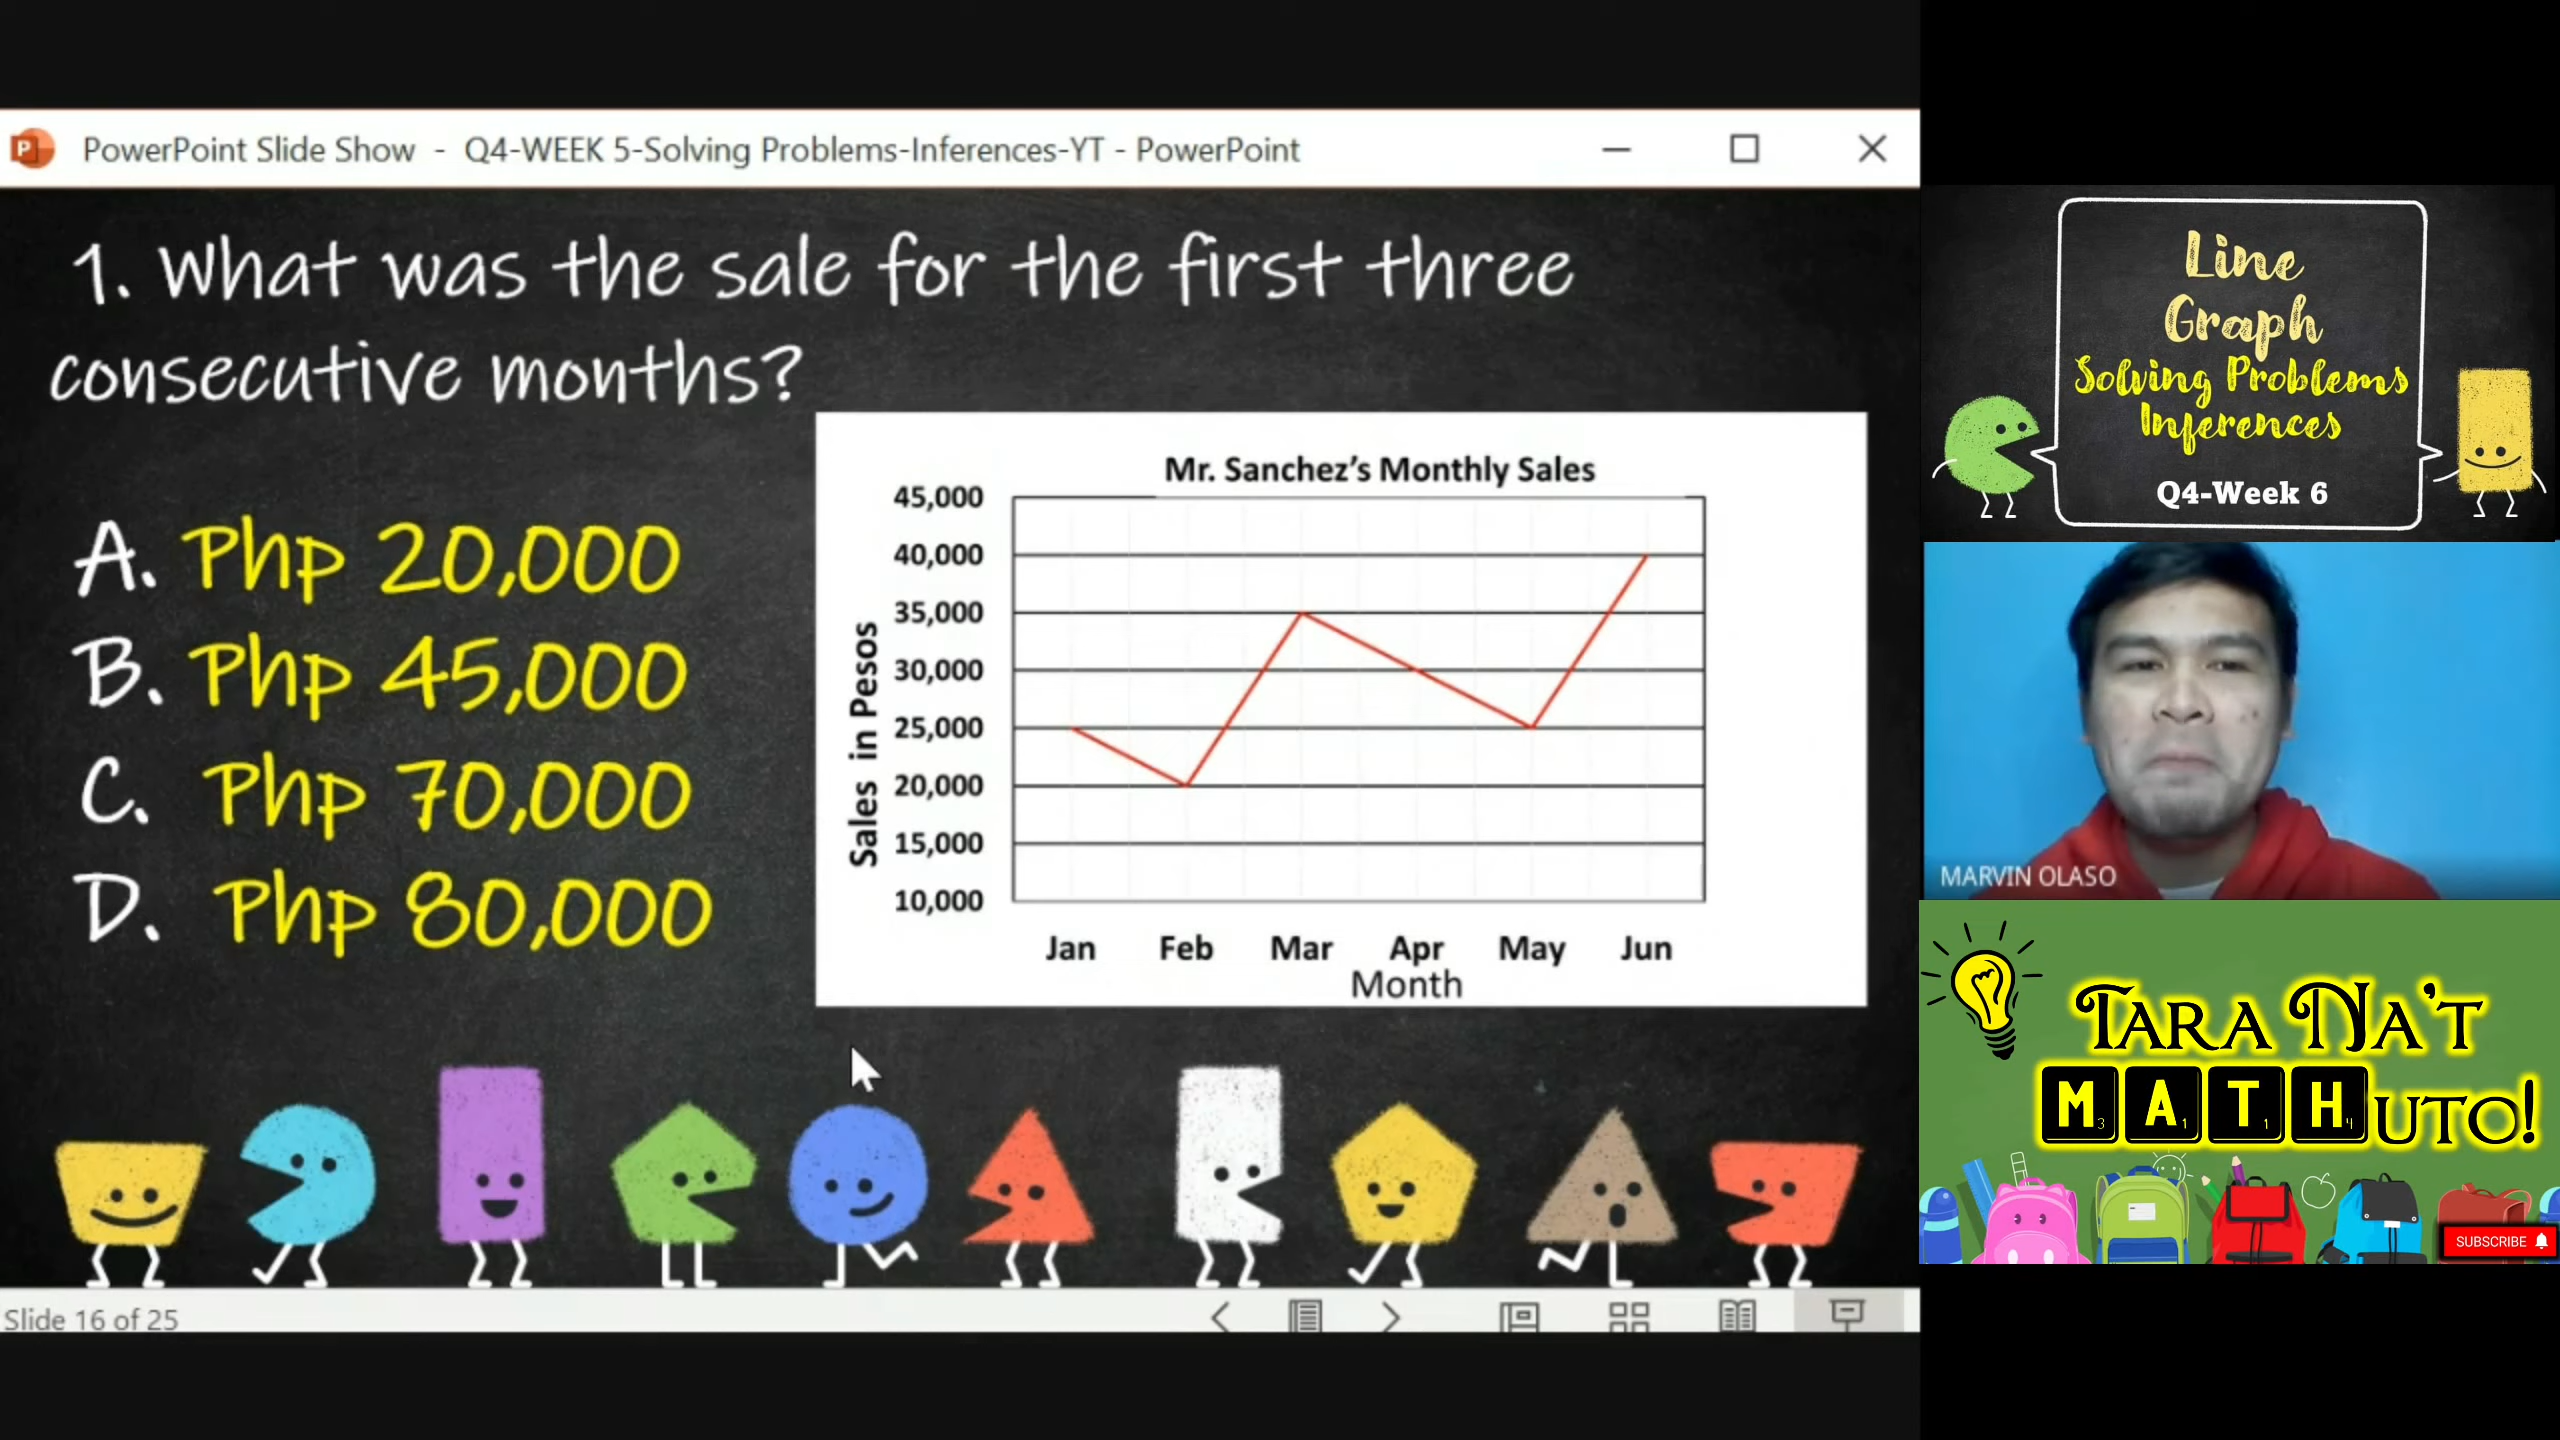 PowerPoint Slide Show - Q4-WEEK 5-Solving Problems-Inferences-YT - PowerPoint
1. What was the sale for the first three
consecutive months?
A. Php 20,000
B. Php 45,000
C. Php 70,000
D. Php 80,000
Mr. Sanchez's Monthly Sales
Sales in Pesos
45,000
40,000
35,000
30,000
25,000
20,000
15,000
10,000
Jan Feb Mar Apr May Jun
Month
Slide 16 of 25
Line
Graph
Solving Problems
Inferences
Q4-Week 6
MARVIN OLASO
TARA NA'T
MATHUTO!
SUBSCRIBE